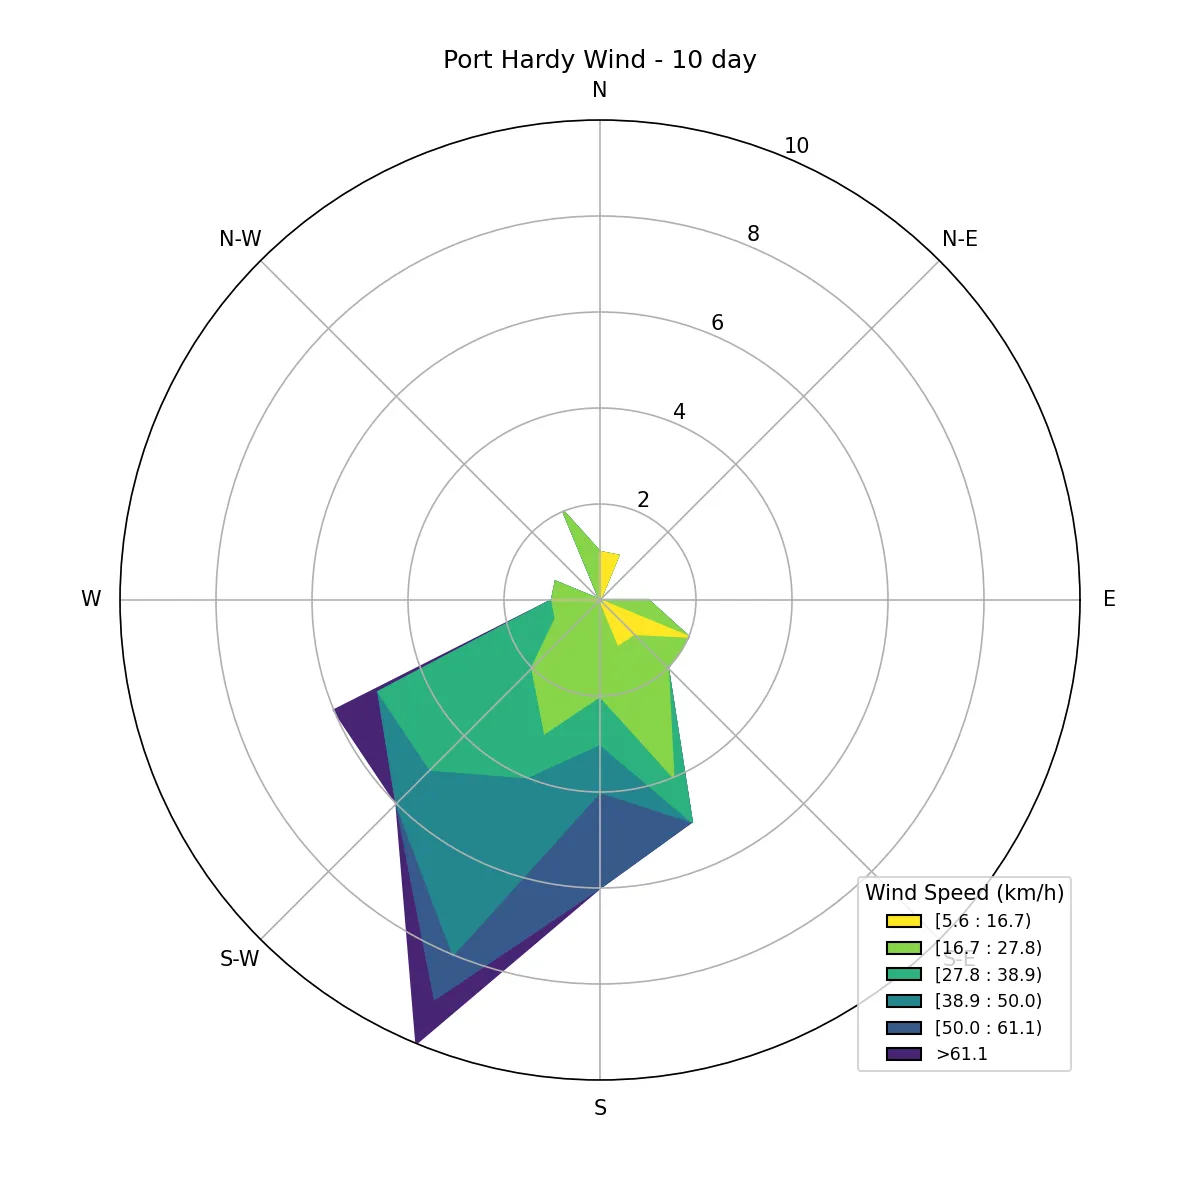 Port Hardy Wind - 10 day
N
10
N-W
8
N-E
6
4
2
W
E
Wind Speed (km/h)
[5.6 : 16.7)
[16.7 : 27.8)
S-W
S-E
[27.8 : 38.9)
[38.9 : 50.0)
[50.0 : 61.1)
>61.1
S